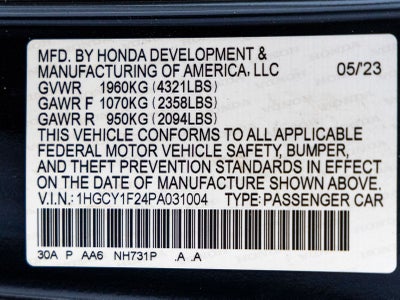 MFD. BY HONDA DEVELOPMENT &
MANUFACTURING OF AMERICA, LLC 05/23
GVWR 1960KG (4321LBS)
GAWR F 1070KG (2358LBS)
GAWR R 950KG (2094LBS)
THIS VEHICLE CONFORMS TO ALL APPLICABLE
FEDERAL MOTOR VEHICLE SAFETY, BUMPER,
AND THEFT PREVENTION STANDARDS IN EFFECT
ON THE DATE OF MANUFACTURE SHOWN ABOVE.
V.I.N.: 1HGCY1F24PA031004 TYPE: PASSENGER CAR
30A P AA6 NH731P .A .A